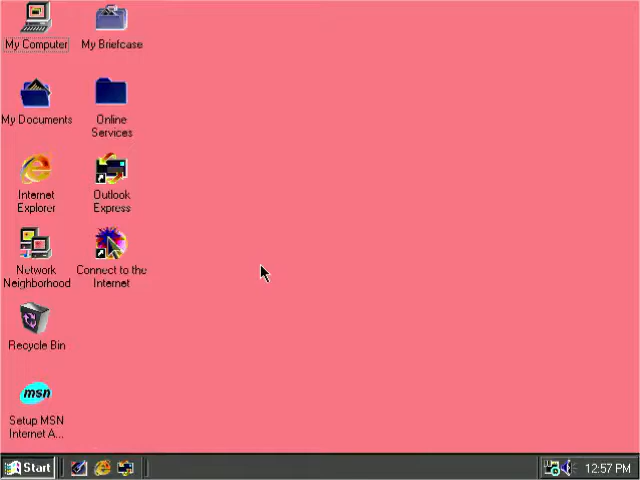 My Computer
My Briefcase
My Documents
Online
Services
Internet
Explorer
Outlook
Express
Network
Neighborhood
Connect to the
Internet
Recycle Bin
msn
Setup MSN
Internet A...
Start
12:57 PM